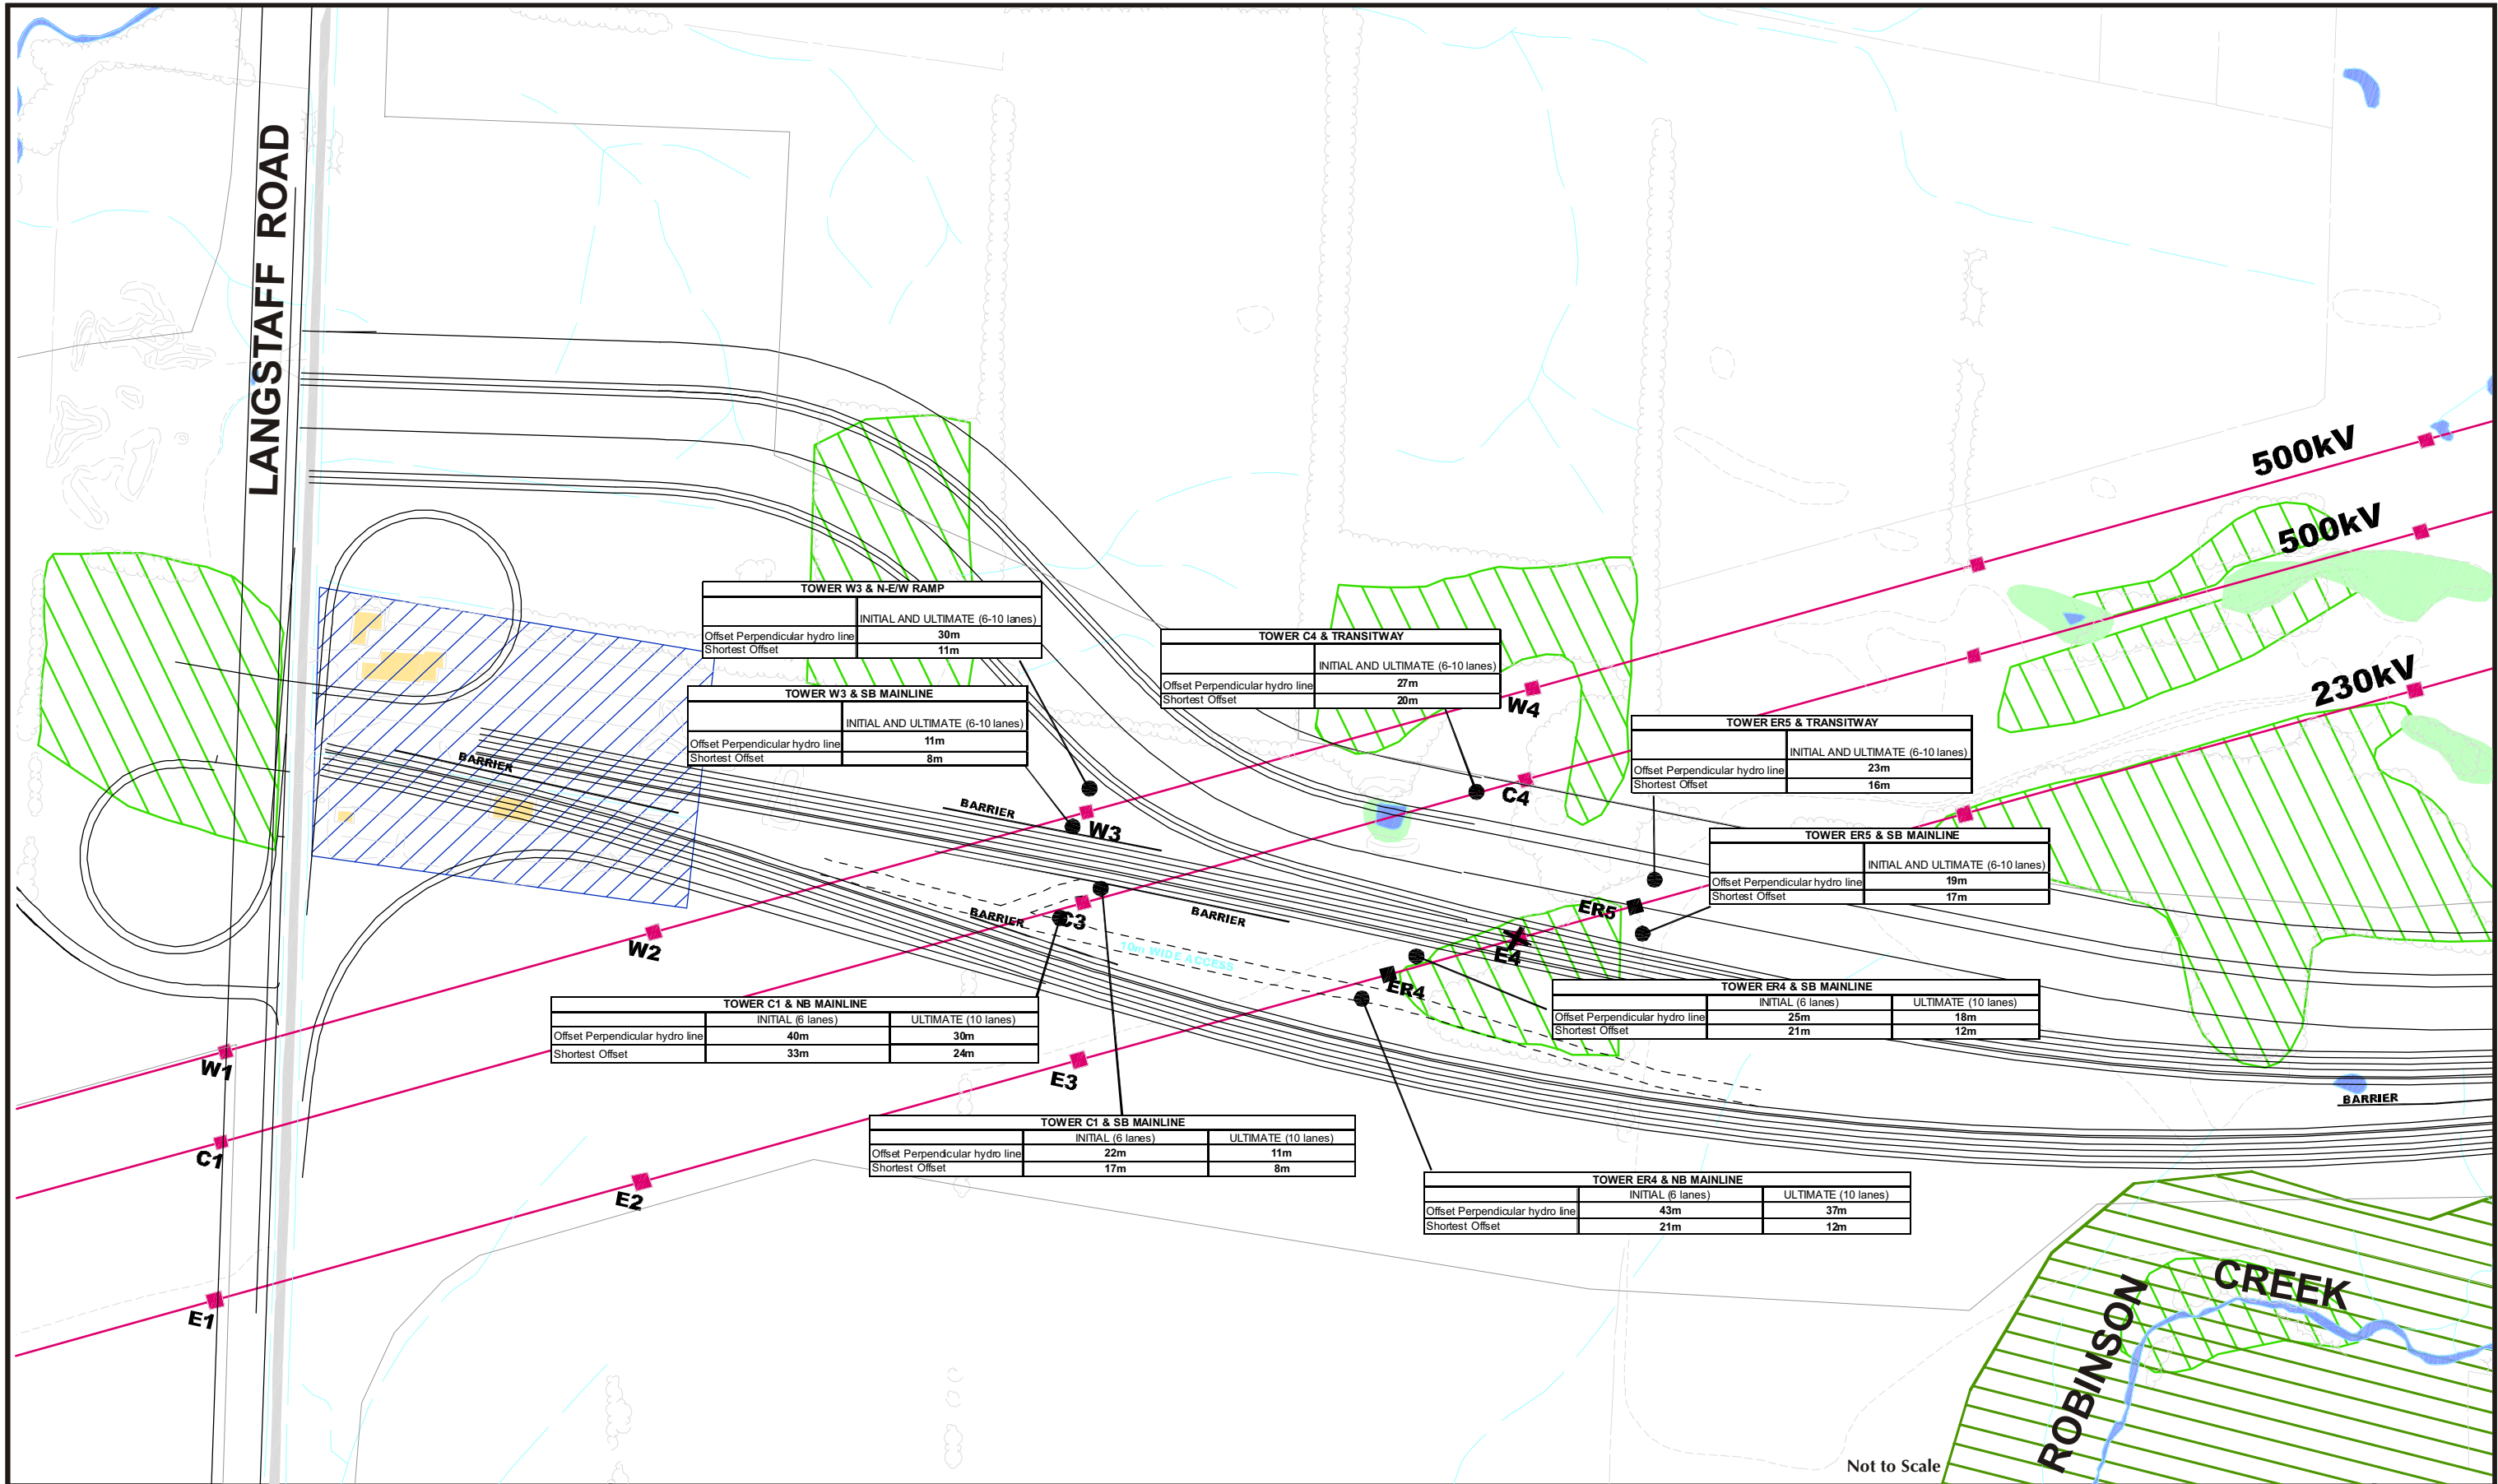 LANGSTAFF ROAD
500kV
500kV
230kV
TOWER W3 & N-E/W RAMP
INITIAL AND ULTIMATE (6-10 lanes)
Offset Perpendicular hydro line 30m
Shortest Offset 11m
TOWER C4 & TRANSITWAY
INITIAL AND ULTIMATE (6-10 lanes)
Offset Perpendicular hydro line 27m
Shortest Offset 20m
TOWER W3 & SB MAINLINE
INITIAL AND ULTIMATE (6-10 lanes)
Offset Perpendicular hydro line 11m
Shortest Offset 8m
W4
TOWER ER5 & TRANSITWAY
INITIAL AND ULTIMATE (6-10 lanes)
Offset Perpendicular hydro line 23m
Shortest Offset 16m
BARRIER
C4
BARRIER
W3
TOWER ER5 & SB MAINLINE
INITIAL AND ULTIMATE (6-10 lanes)
Offset Perpendicular hydro line 19m
Shortest Offset 17m
BARRIER
C3
BARRIER
ER5
W2
10m WIDE ACCESS
E4
ER4
TOWER ER4 & SB MAINLINE
INITIAL (6 lanes) ULTIMATE (10 lanes)
Offset Perpendicular hydro line 25m 18m
Shortest Offset 21m 12m
TOWER C1 & NB MAINLINE
INITIAL (6 lanes) ULTIMATE (10 lanes)
Offset Perpendicular hydro line 40m 30m
Shortest Offset 33m 24m
W1
E3
BARRIER
TOWER C1 & SB MAINLINE
INITIAL (6 lanes) ULTIMATE (10 lanes)
Offset Perpendicular hydro line 22m 11m
Shortest Offset 17m 8m
C1
E2
TOWER ER4 & NB MAINLINE
INITIAL (6 lanes) ULTIMATE (10 lanes)
Offset Perpendicular hydro line 43m 37m
Shortest Offset 21m 12m
E1
ROBINSON CREEK
Not to Scale